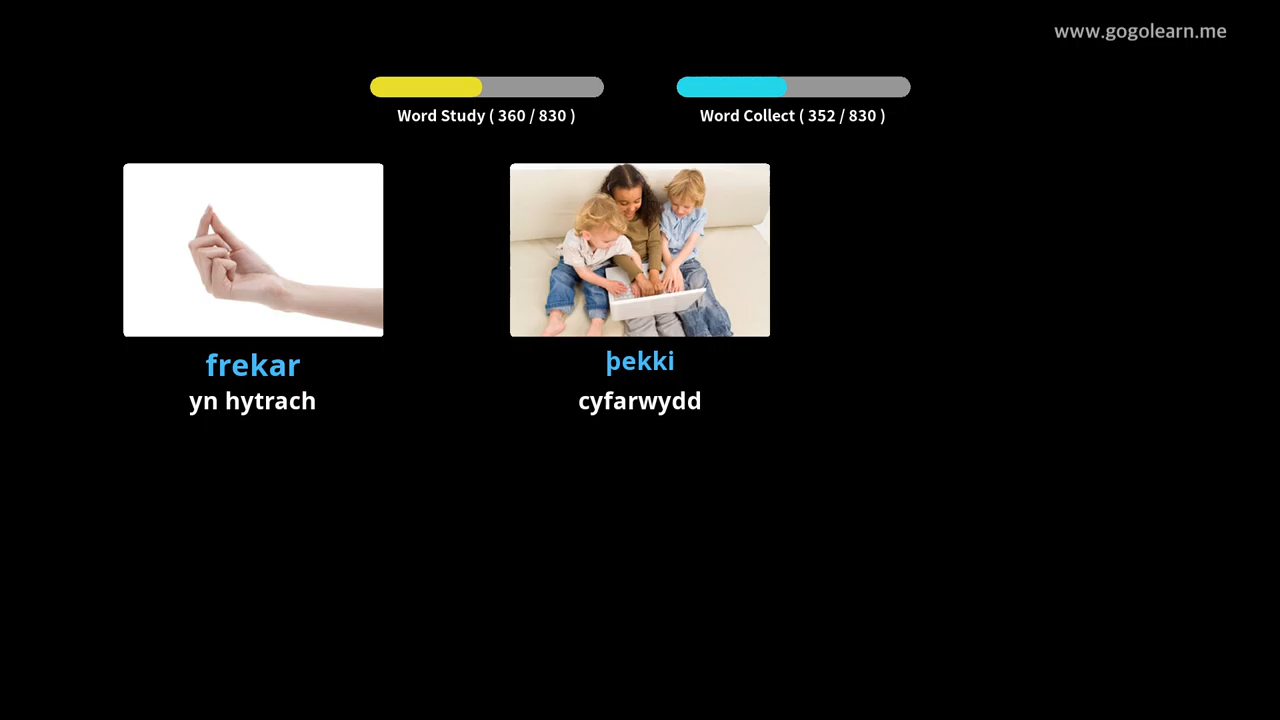 www.gogolearn.me
Word Study ( 360 / 830 )
Word Collect ( 352 / 830 )
frekar
yn hytrach
þekki
cyfarwydd